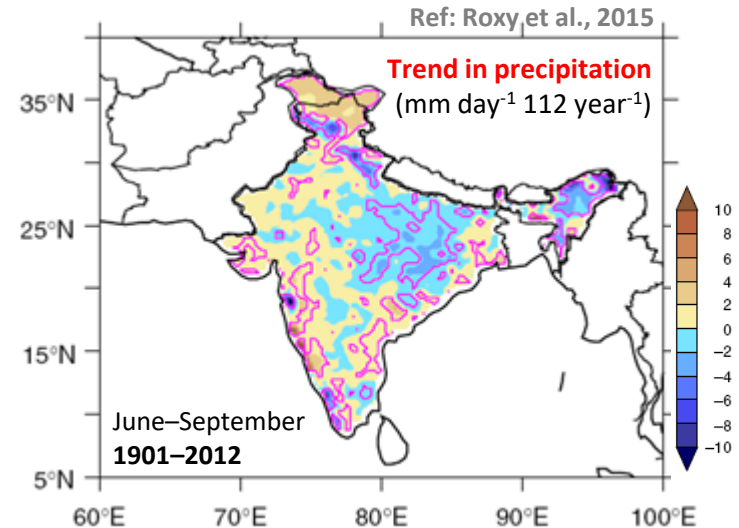 Ref: Roxy et al., 2015
Trend in precipitation
(mm day⁻¹ 112 year⁻¹)
35°N
25°N
15°N
5°N
June–September
1901–2012
60°E
70°E
80°E
90°E
100°E
10
8
6
4
2
0
−2
−4
−6
−8
−10